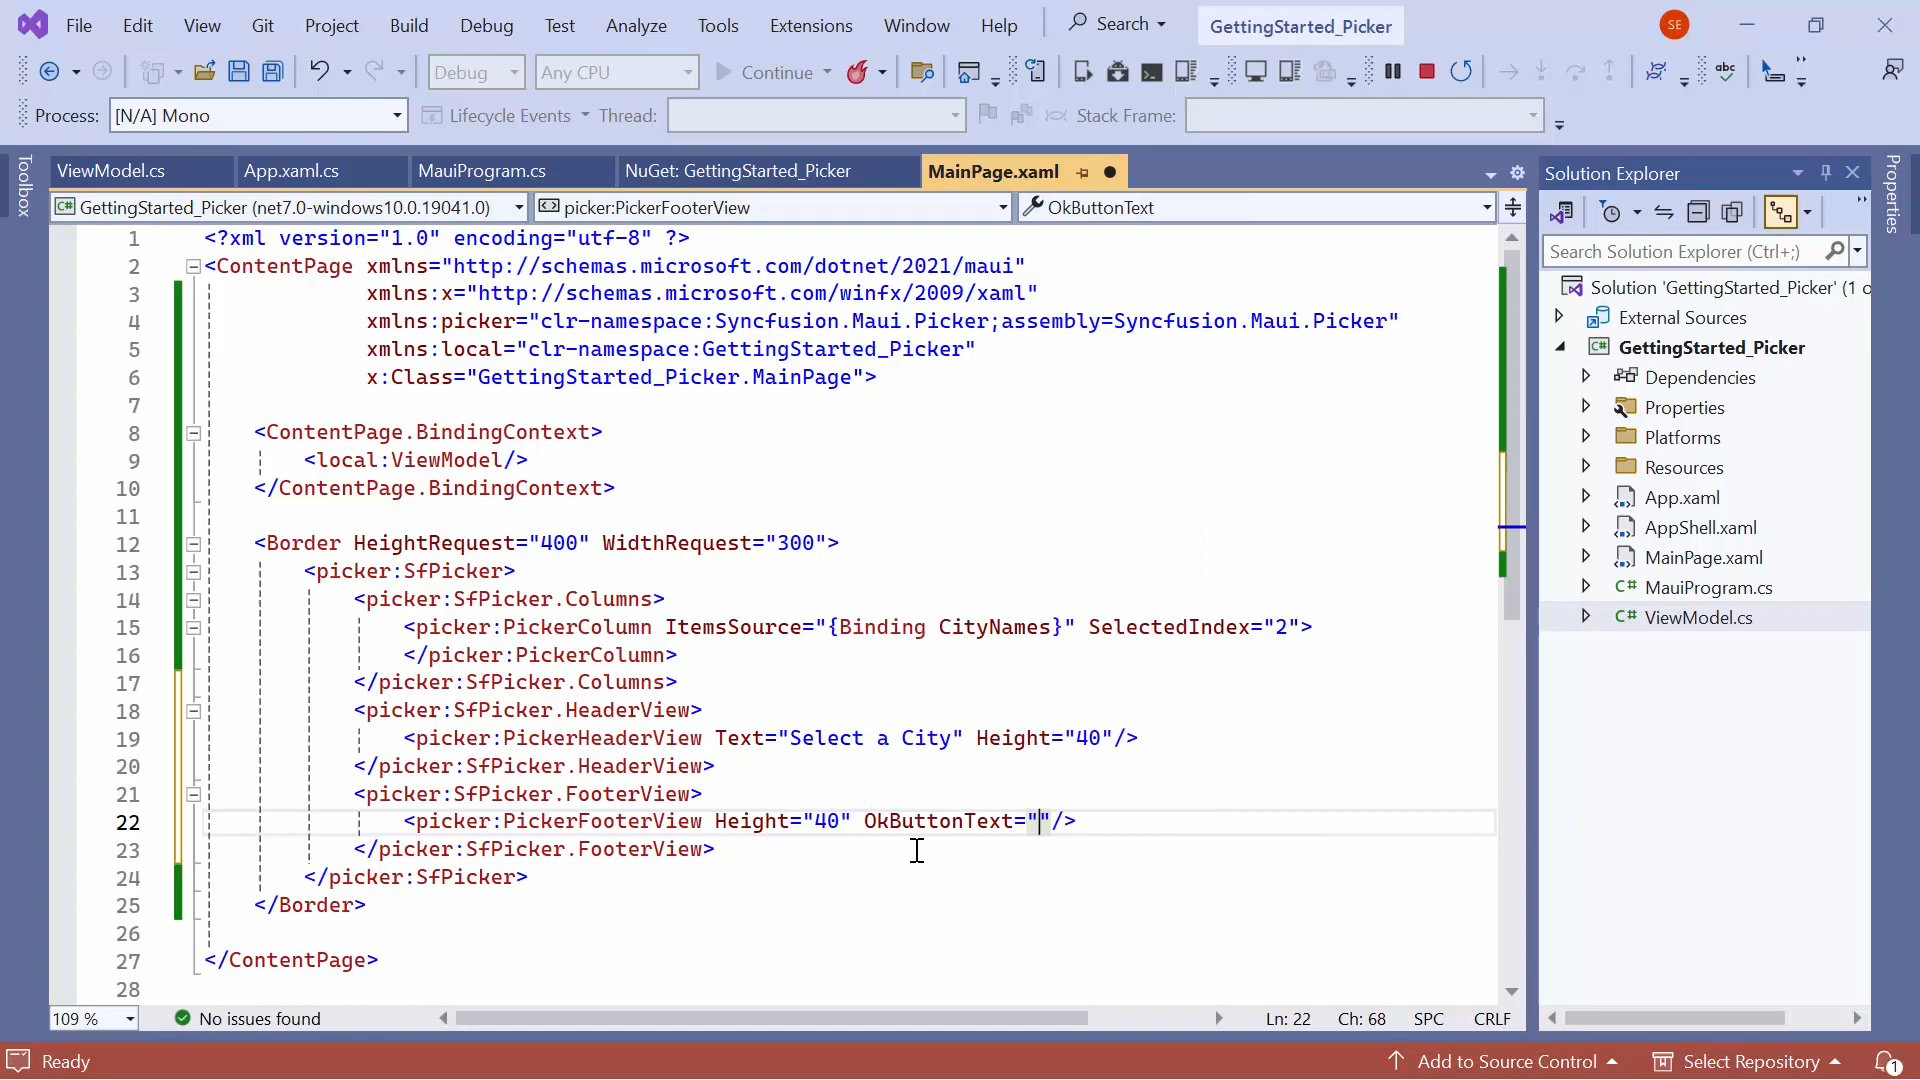 File Edit View Git Project Build Debug Test Analyze Tools Extensions Window Help Search GettingStarted_Picker SE
Debug Any CPU Continue
Process: [N/A] Mono Lifecycle Events Thread: Stack Frame:
Toolbox
ViewModel.cs App.xaml.cs MauiProgram.cs NuGet: GettingStarted_Picker MainPage.xaml
GettingStarted_Picker (net7.0-windows10.0.19041.0) picker:PickerFooterView OkButtonText
1 <?xml version="1.0" encoding="utf-8" ?>
2 <ContentPage xmlns="http://schemas.microsoft.com/dotnet/2021/maui"
3 xmlns:x="http://schemas.microsoft.com/winfx/2009/xaml"
4 xmlns:picker="clr-namespace:Syncfusion.Maui.Picker;assembly=Syncfusion.Maui.Picker"
5 xmlns:local="clr-namespace:GettingStarted_Picker"
6 x:Class="GettingStarted_Picker.MainPage">
7
8 <ContentPage.BindingContext>
9 <local:ViewModel/>
10 </ContentPage.BindingContext>
11
12 <Border HeightRequest="400" WidthRequest="300">
13 <picker:SfPicker>
14 <picker:SfPicker.Columns>
15 <picker:PickerColumn ItemsSource="{Binding CityNames}" SelectedIndex="2">
16 </picker:PickerColumn>
17 </picker:SfPicker.Columns>
18 <picker:SfPicker.HeaderView>
19 <picker:PickerHeaderView Text="Select a City" Height="40"/>
20 </picker:SfPicker.HeaderView>
21 <picker:SfPicker.FooterView>
22 <picker:PickerFooterView Height="40" OkButtonText=""/>
23 </picker:SfPicker.FooterView>
24 </picker:SfPicker>
25 </Border>
26
27 </ContentPage>
28
109 % No issues found Ln: 22 Ch: 68 SPC CRLF
Solution Explorer
Search Solution Explorer (Ctrl+;)
Solution 'GettingStarted_Picker' (1 o
External Sources
GettingStarted_Picker
Dependencies
Properties
Platforms
Resources
App.xaml
AppShell.xaml
MainPage.xaml
C# MauiProgram.cs
C# ViewModel.cs
Properties
Ready Add to Source Control Select Repository 1